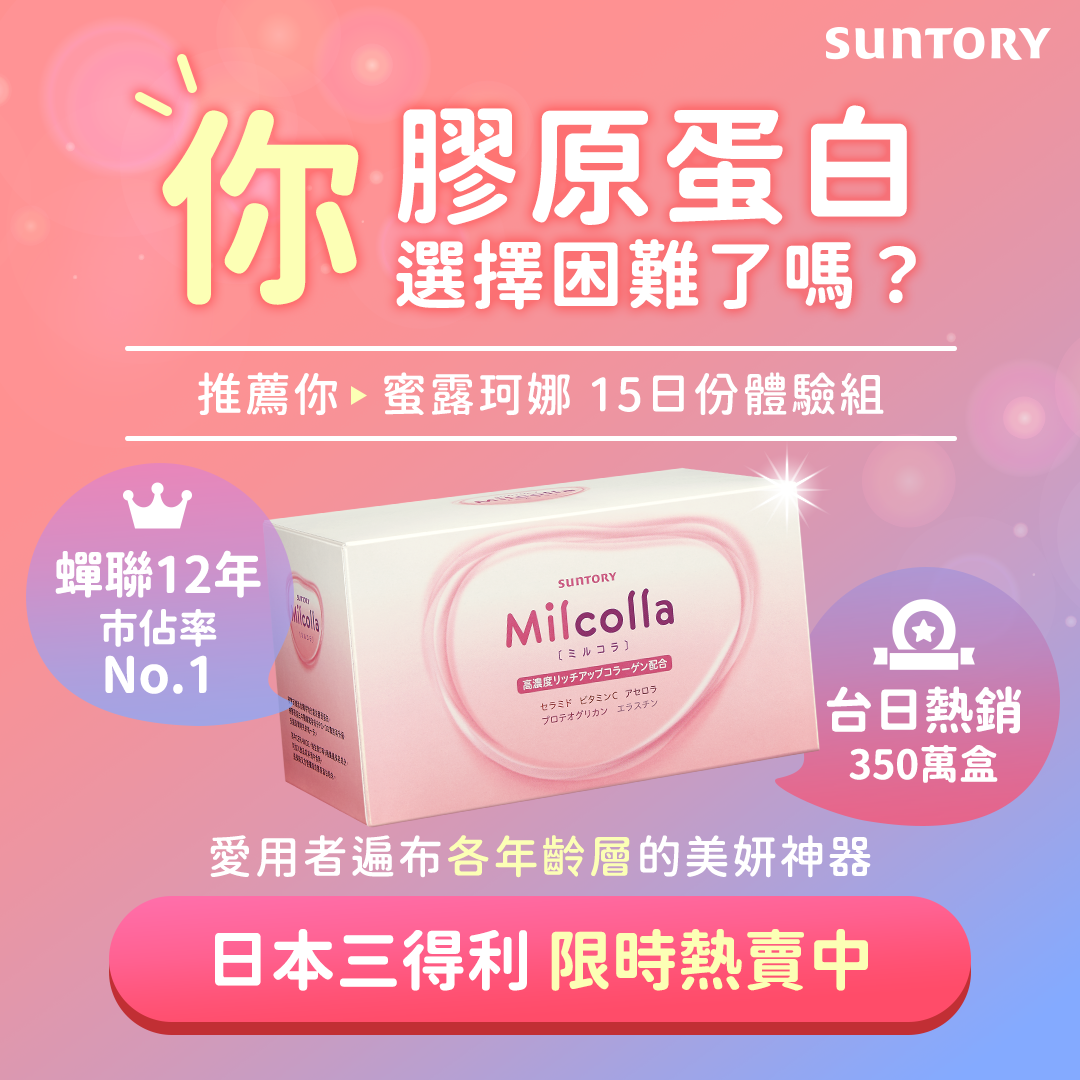 SUNTORY
你 膠原蛋白
選擇困難了嗎？
推薦你▶蜜露珂娜 15日份體驗組
蟬聯12年
市佔率
No.1
SUNTORY
Milcolla
［ミルコラ］
高濃度リッチアップコラーゲン配合
セラミド ビタミンC アセロラ
プロテオグリカン エラスチン
SUNTORY
Milcolla
台日熱銷
350萬盒
愛用者遍布各年齡層的美妍神器
日本三得利 限時熱賣中